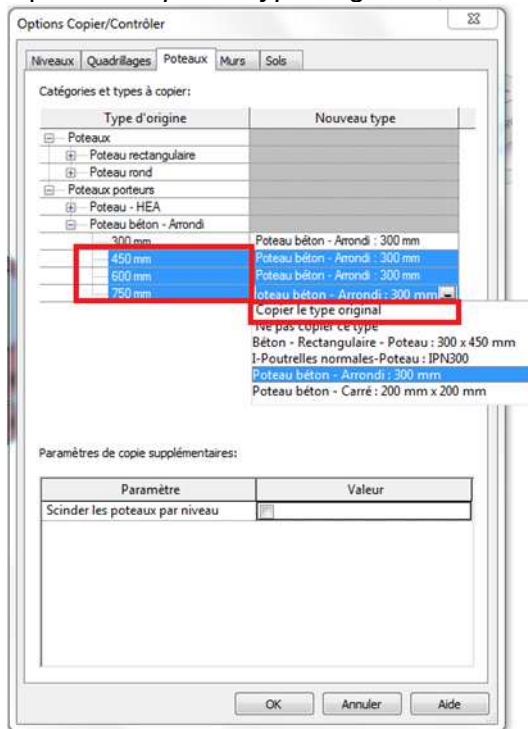 Options Copier/Contrôler
Niveaux Quadrillages Poteaux Murs Sols
Catégories et types à copier:
Type d'origine Nouveau type
Poteaux
Poteau rectangulaire
Poteau rond
Poteaux porteurs
Poteau - HEA
Poteau béton - Arrondi
300 mm Poteau béton - Arrondi : 300 mm
450 mm Poteau béton - Arrondi : 300 mm
600 mm Poteau béton - Arrondi : 300 mm
750 mm oteau béton - Arrondi : 300 mm
Copier le type original
Ne pas copier ce type
Béton - Rectangulaire - Poteau : 300 x 450 mm
I-Poutrelles normales-Poteau : IPN300
Poteau béton - Arrondi : 300 mm
Poteau béton - Carré : 200 mm x 200 mm
Paramètres de copie supplémentaires:
Paramètre Valeur
Scinder les poteaux par niveau
OK Annuler Aide